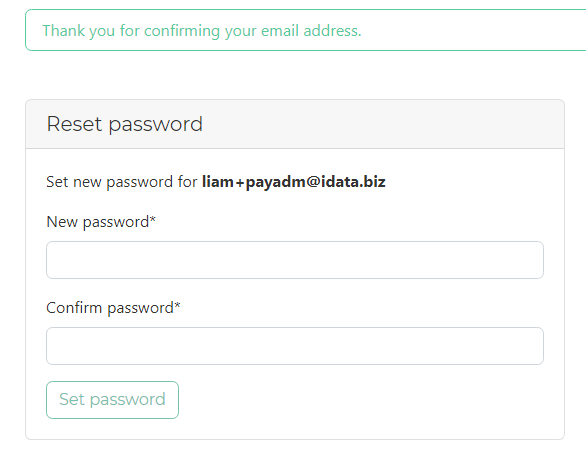 Thank you for confirming your email address.
Reset password
Set new password for liam+payadm@idata.biz
New password*
Confirm password*
Set password